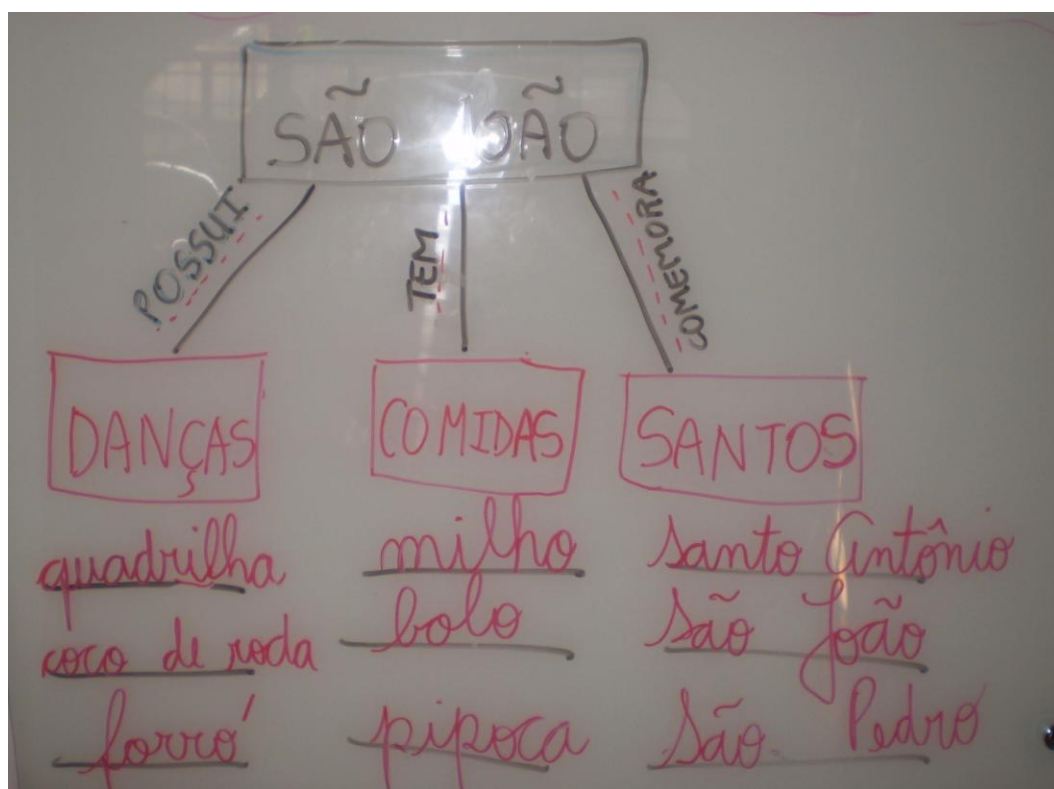 SÃO JOÃO
POSSUI TEM COMEMORA
DANÇAS COMIDAS SANTOS
quadrilha milho santo Antônio
coco de roda bolo São João
forró pipoca São Pedro